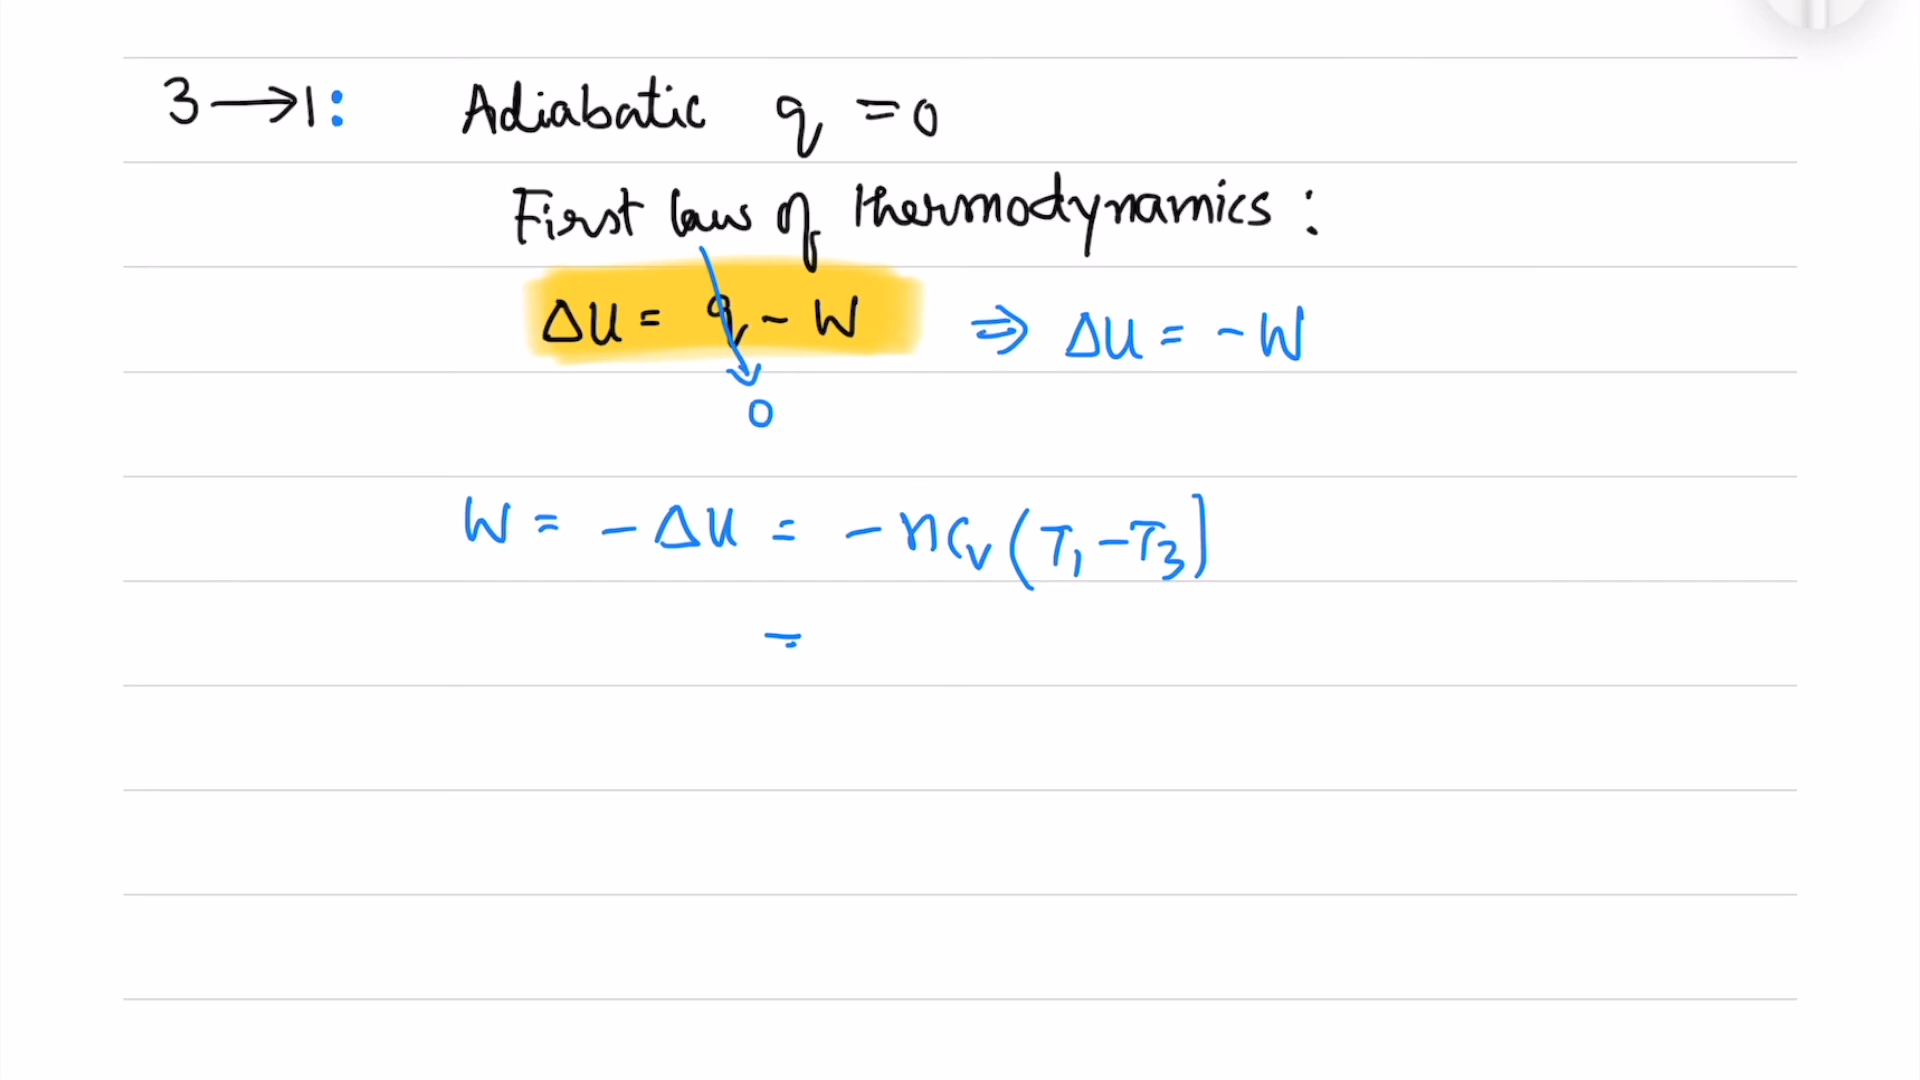 3⟶1: Adiabatic q = 0
First law of thermodynamics :
ΔU = q - W ⇒ ΔU = - W
0
W = - ΔU = - nCv (T1 - T3)
=